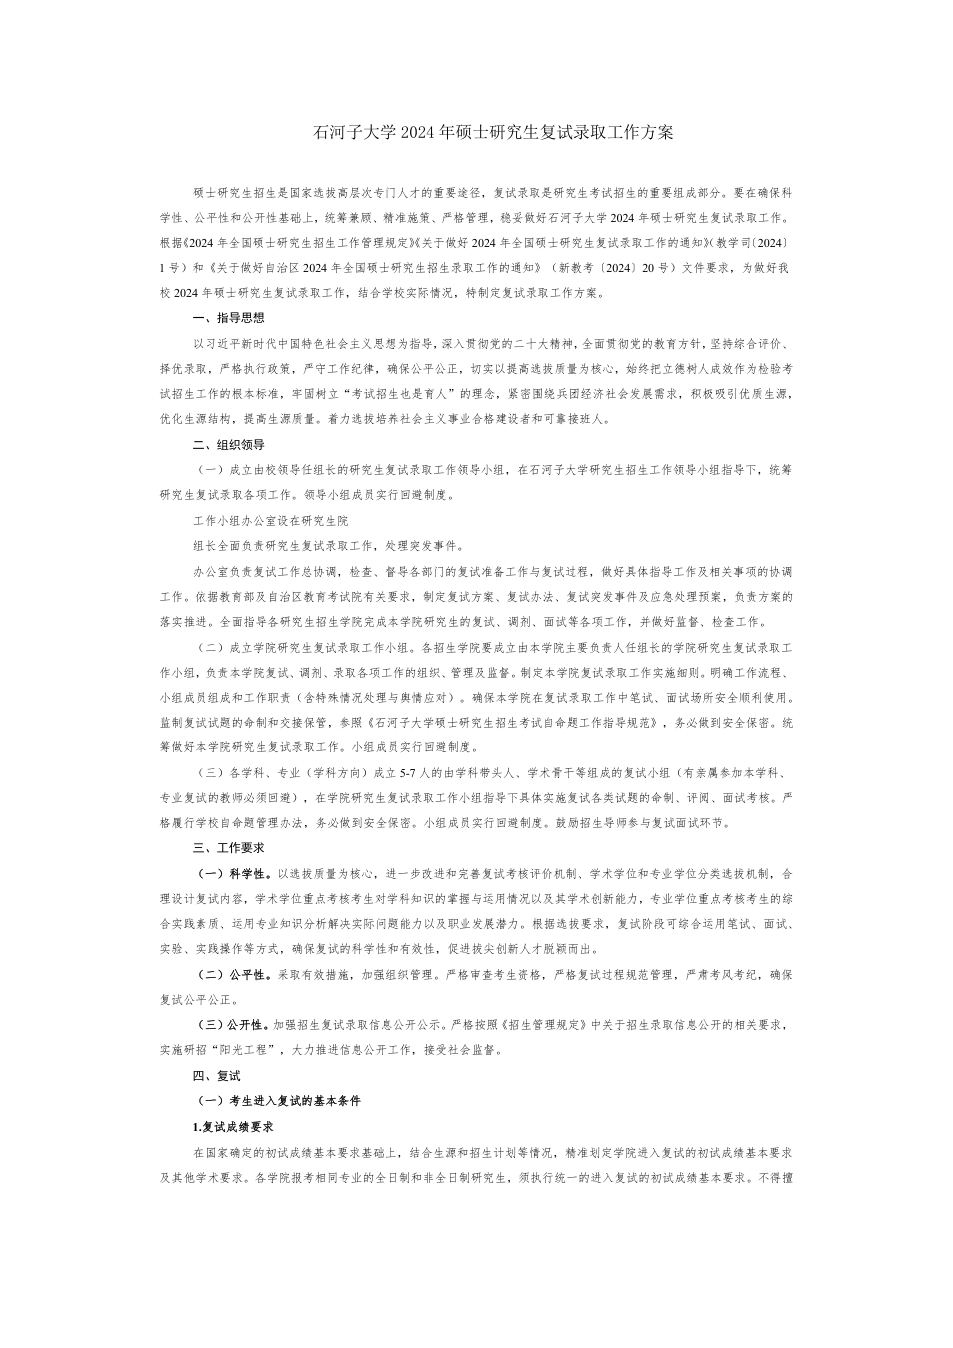 石河子大学 2024 年硕士研究生复试录取工作方案
硕士研究生招生是国家选拔高层次专门人才的重要途径，复试录取是研究生考试招生的重要组成部分。要在确保科
学性、公平性和公开性基础上，统筹兼顾、精准施策、严格管理，稳妥做好石河子大学 2024 年硕士研究生复试录取工作。
根据《2024 年全国硕士研究生招生工作管理规定》《关于做好 2024 年全国硕士研究生复试录取工作的通知》（教学司〔2024〕
1 号）和《关于做好自治区 2024 年全国硕士研究生招生录取工作的通知》（新教考〔2024〕20 号）文件要求，为做好我
校 2024 年硕士研究生复试录取工作，结合学校实际情况，特制定复试录取工作方案。
一、指导思想
以习近平新时代中国特色社会主义思想为指导，深入贯彻党的二十大精神，全面贯彻党的教育方针，坚持综合评价、
择优录取，严格执行政策，严守工作纪律，确保公平公正，切实以提高选拔质量为核心，始终把立德树人成效作为检验考
试招生工作的根本标准，牢固树立“考试招生也是育人”的理念，紧密围绕兵团经济社会发展需求，积极吸引优质生源，
优化生源结构，提高生源质量。着力选拔培养社会主义事业合格建设者和可靠接班人。
二、组织领导
（一）成立由校领导任组长的研究生复试录取工作领导小组，在石河子大学研究生招生工作领导小组指导下，统筹
研究生复试录取各项工作。领导小组成员实行回避制度。
工作小组办公室设在研究生院
组长全面负责研究生复试录取工作，处理突发事件。
办公室负责复试工作总协调，检查、督导各部门的复试准备工作与复试过程，做好具体指导工作及相关事项的协调
工作。依据教育部及自治区教育考试院有关要求，制定复试方案、复试办法、复试突发事件及应急处理预案，负责方案的
落实推进。全面指导各研究生招生学院完成本学院研究生的复试、调剂、面试等各项工作，并做好监督、检查工作。
（二）成立学院研究生复试录取工作小组。各招生学院要成立由本学院主要负责人任组长的学院研究生复试录取工
作小组，负责本学院复试、调剂、录取各项工作的组织、管理及监督。制定本学院复试录取工作实施细则。明确工作流程、
小组成员组成和工作职责（含特殊情况处理与舆情应对）。确保本学院在复试录取工作中笔试、面试场所安全顺利使用。
监制复试试题的命制和交接保管，参照《石河子大学硕士研究生招生考试自命题工作指导规范》，务必做到安全保密。统
筹做好本学院研究生复试录取工作。小组成员实行回避制度。
（三）各学科、专业（学科方向）成立 5-7 人的由学科带头人、学术骨干等组成的复试小组（有亲属参加本学科、
专业复试的教师必须回避），在学院研究生复试录取工作小组指导下具体实施复试各类试题的命制、评阅、面试考核。严
格履行学校自命题管理办法，务必做到安全保密。小组成员实行回避制度。鼓励招生导师参与复试面试环节。
三、工作要求
（一）科学性。以选拔质量为核心，进一步改进和完善复试考核评价机制、学术学位和专业学位分类选拔机制，合
理设计复试内容，学术学位重点考核考生对学科知识的掌握与运用情况以及其学术创新能力，专业学位重点考核考生的综
合实践素质、运用专业知识分析解决实际问题能力以及职业发展潜力。根据选拔要求，复试阶段可综合运用笔试、面试、
实验、实践操作等方式，确保复试的科学性和有效性，促进拔尖创新人才脱颖而出。
（二）公平性。采取有效措施，加强组织管理。严格审查考生资格，严格复试过程规范管理，严肃考风考纪，确保
复试公平公正。
（三）公开性。加强招生复试录取信息公开公示。严格按照《招生管理规定》中关于招生录取信息公开的相关要求，
实施研招“阳光工程”，大力推进信息公开工作，接受社会监督。
四、复试
（一）考生进入复试的基本条件
1.复试成绩要求
在国家确定的初试成绩基本要求基础上，结合生源和招生计划等情况，精准划定学院进入复试的初试成绩基本要求
及其他学术要求。各学院报考相同专业的全日制和非全日制研究生，须执行统一的进入复试的初试成绩基本要求。不得擅